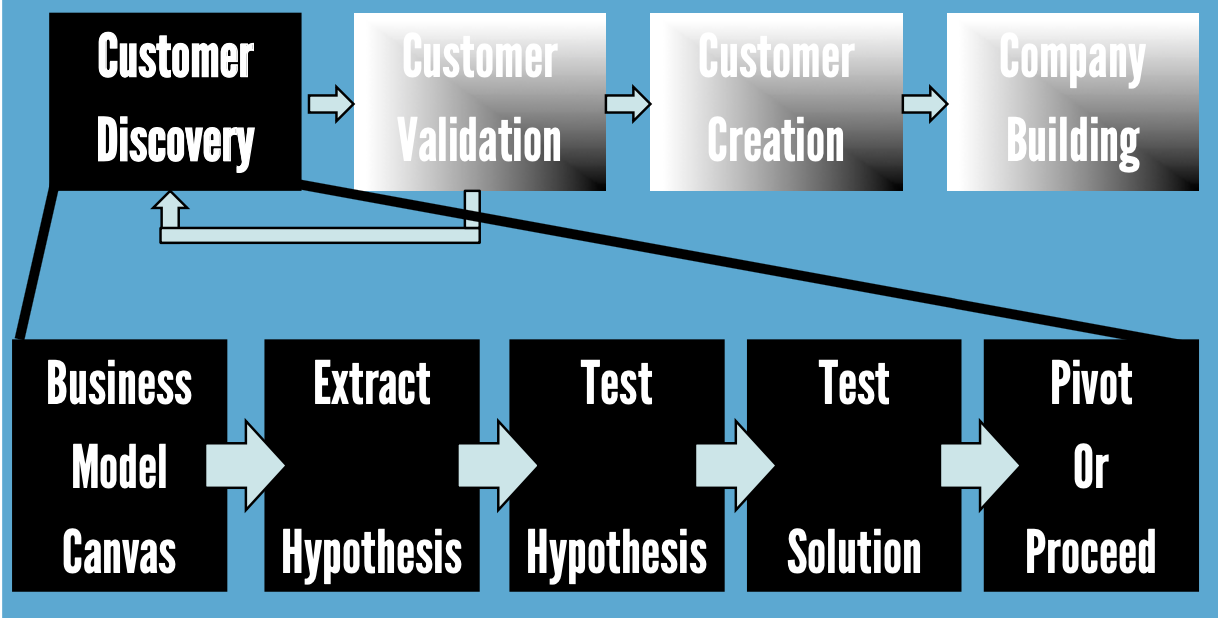 Customer
Discovery
Customer
Validation
Customer
Creation
Company
Building
Business
Model
Canvas
Extract
Hypothesis
Test
Hypothesis
Test
Solution
Pivot
Or
Proceed